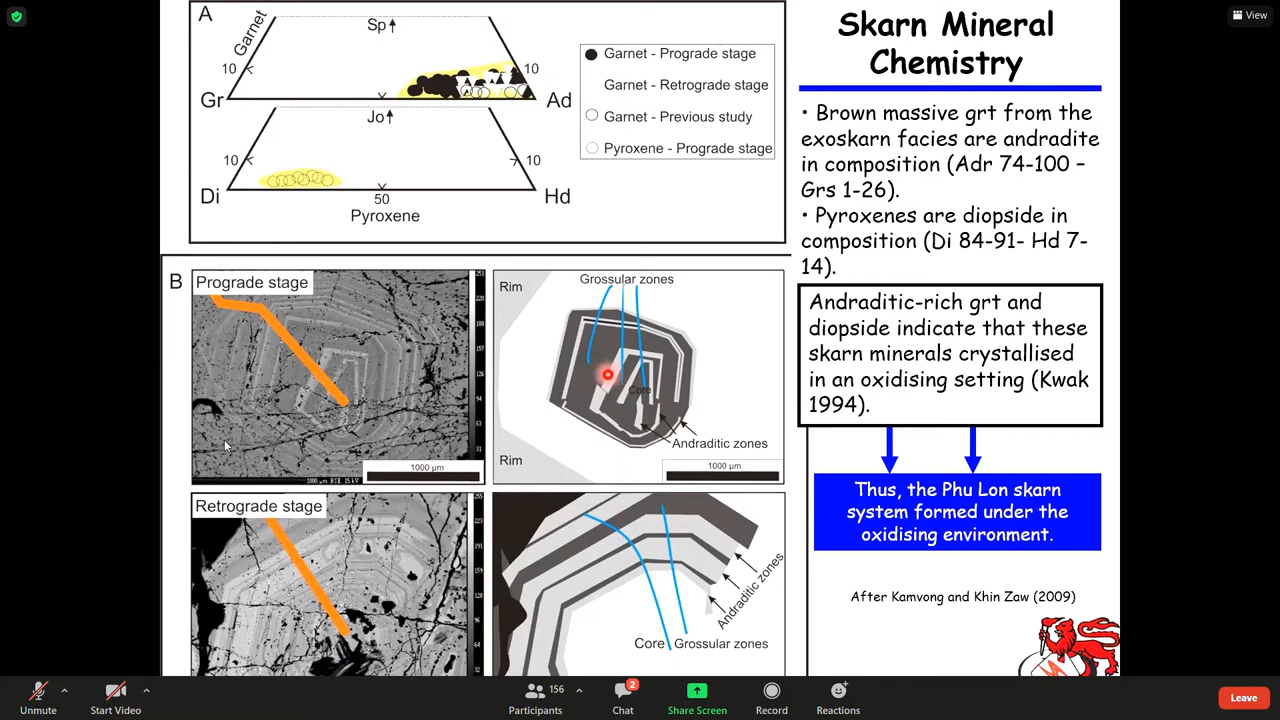 View
A
Garnet
Sp
10
10
Gr
Ad
Jo
10
10
Di
Hd
50
Pyroxene
Garnet - Prograde stage
Garnet - Retrograde stage
Garnet - Previous study
Pyroxene - Prograde stage
Skarn Mineral
Chemistry
• Brown massive grt from the
exoskarn facies are andradite
in composition (Adr 74-100 –
Grs 1-26).
• Pyroxenes are diopside in
composition (Di 84-91- Hd 7-
14).
Andraditic-rich grt and
diopside indicate that these
skarn minerals crystallised
in an oxidising setting (Kwak
1994).
Thus, the Phu Lon skarn
system formed under the
oxidising environment.
After Kamvong and Khin Zaw (2009)
B
Prograde stage
1000 µm
1000 µm BSE 15 kV
Grossular zones
Rim
Core
Andraditic zones
Rim
1000 µm
Retrograde stage
Andraditic zones
Core
Grossular zones
Unmute
Start Video
156
Participants
2
Chat
Share Screen
Record
Reactions
Leave